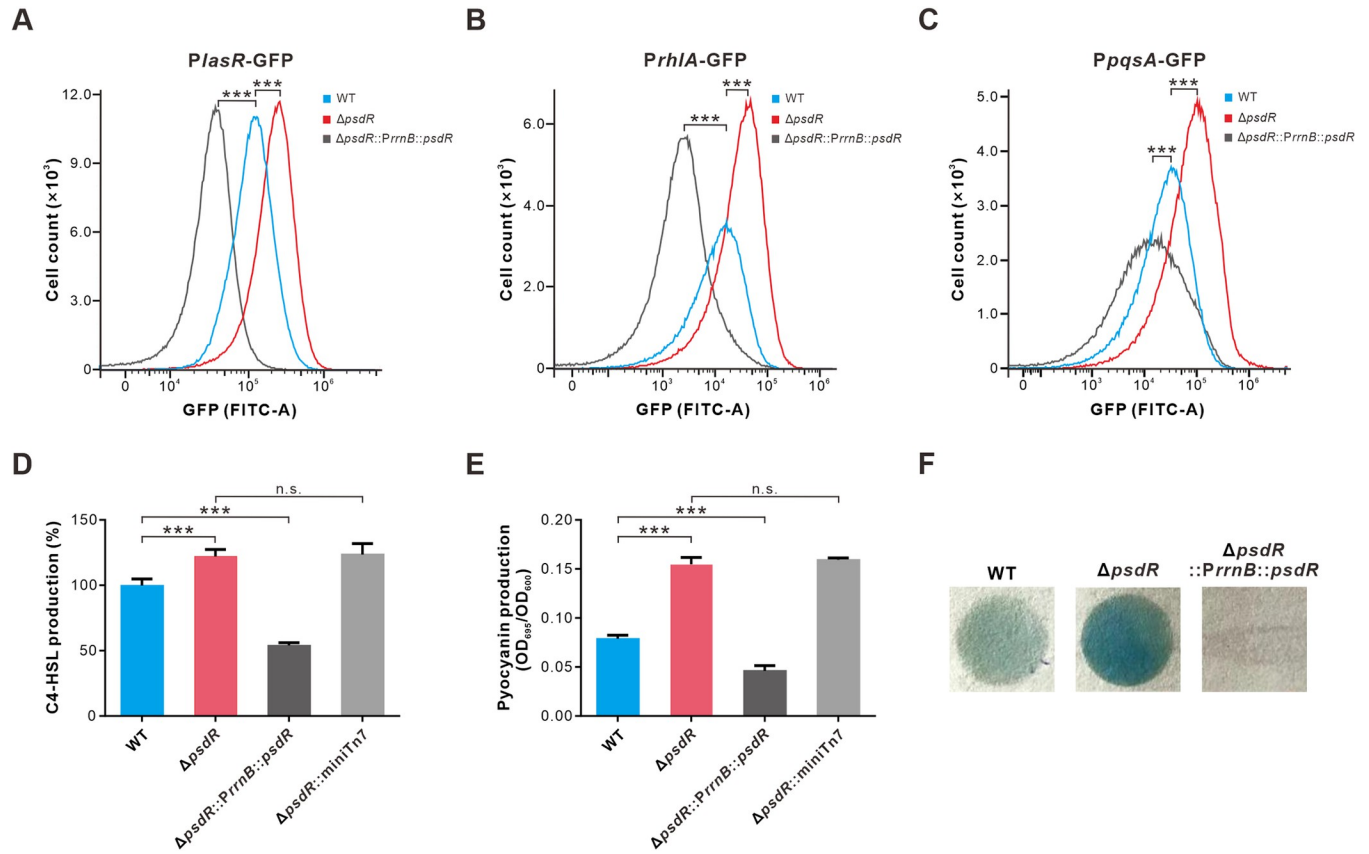 A
PlasR-GFP
12.0
9.0
6.0
3.0
0
Cell count (×10³)
0
10⁴
10⁵
10⁶
GFP (FITC-A)
***
***
WT
ΔpsdR
ΔpsdR::PrrnB::psdR
B
PrhlA-GFP
6.0
4.0
2.0
0
Cell count (×10³)
0
10³
10⁴
10⁵
10⁶
GFP (FITC-A)
***
***
WT
ΔpsdR
ΔpsdR::PrrnB::psdR
C
PpqsA-GFP
5.0
4.0
3.0
2.0
1.0
0
Cell count (×10³)
0
10³
10⁴
10⁵
10⁶
GFP (FITC-A)
***
***
WT
ΔpsdR
ΔpsdR::PrrnB::psdR
D
n.s.
***
***
150
100
50
0
C4-HSL production (%)
WT
ΔpsdR
ΔpsdR::PrrnB::psdR
ΔpsdR::miniTn7
E
n.s.
***
***
0.20
0.15
0.10
0.05
0.00
Pyocyanin production
(OD₆₉₅/OD₆₀₀)
WT
ΔpsdR
ΔpsdR::PrrnB::psdR
ΔpsdR::miniTn7
F
WT
ΔpsdR
ΔpsdR
::PrrnB::psdR